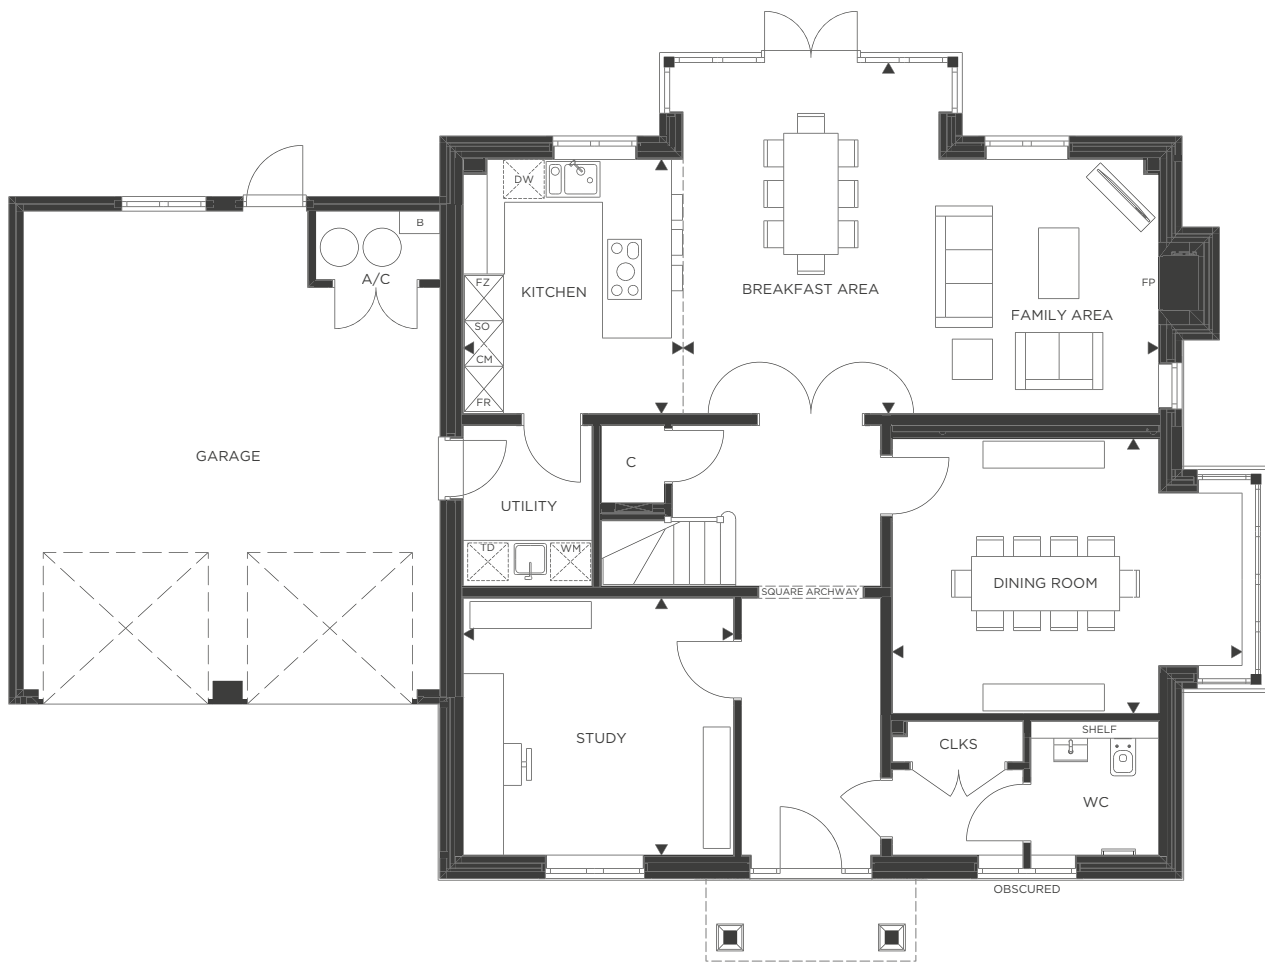 DW
B
A/C
FZ
KITCHEN
BREAKFAST AREA
FP
FAMILY AREA
SO
CM
FR
GARAGE
C
UTILITY
TD
WM
DINING ROOM
SQUARE ARCHWAY
STUDY
SHELF
CLKS
WC
OBSCURED